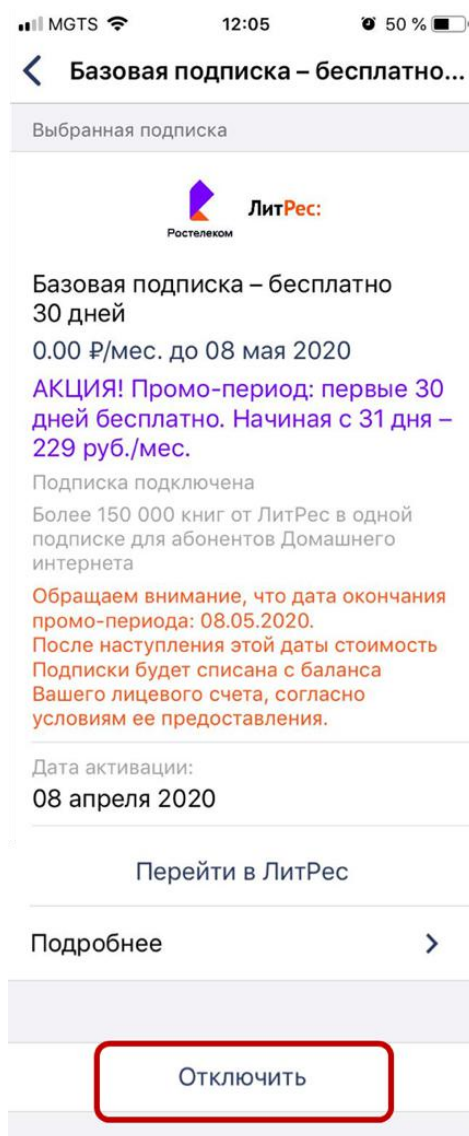 MGTS 12:05 50 %
Базовая подписка – бесплатно...
Выбранная подписка
Ростелеком
ЛитРес:
Базовая подписка – бесплатно
30 дней
0.00 ₽/мес. до 08 мая 2020
АКЦИЯ! Промо-период: первые 30
дней бесплатно. Начиная с 31 дня –
229 руб./мес.
Подписка подключена
Более 150 000 книг от ЛитРес в одной
подписке для абонентов Домашнего
интернета
Обращаем внимание, что дата окончания
промо-периода: 08.05.2020.
После наступления этой даты стоимость
Подписки будет списана с баланса
Вашего лицевого счета, согласно
условиям ее предоставления.
Дата активации:
08 апреля 2020
Перейти в ЛитРес
Подробнее
Отключить